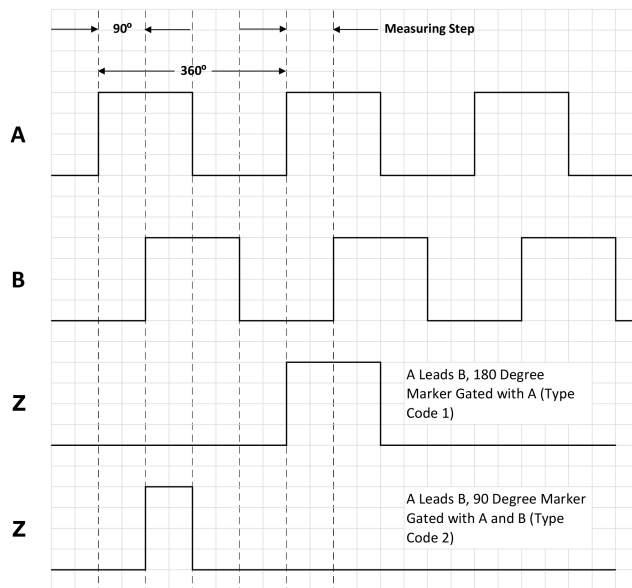 90º
Measuring Step
360º
A
B
A Leads B, 180 Degree
Marker Gated with A (Type
Code 1)
Z
A Leads B, 90 Degree Marker
Gated with A and B (Type
Code 2)
Z